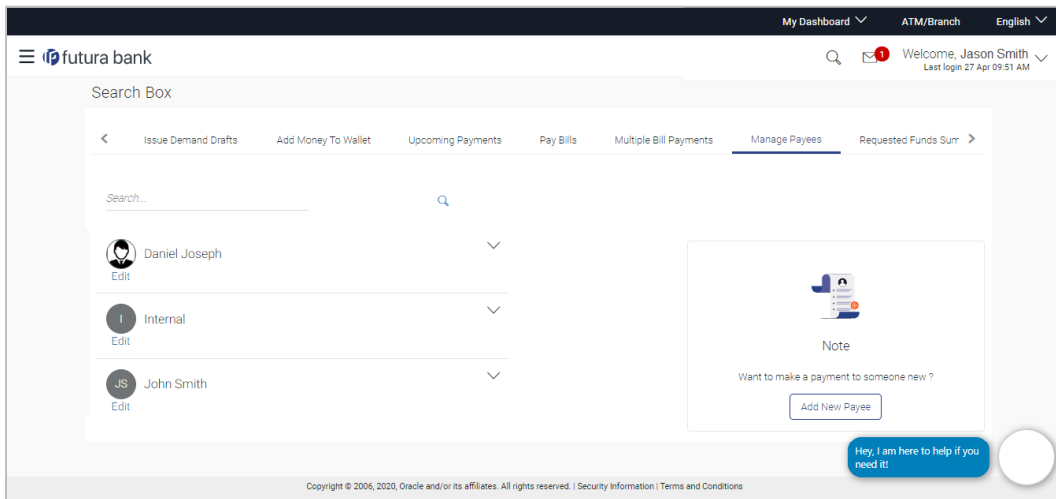 My Dashboard ATM/Branch English
futura bank
1
Welcome, Jason Smith
Last login 27 Apr 09:51 AM
Search Box
Issue Demand Drafts Add Money To Wallet Upcoming Payments Pay Bills Multiple Bill Payments Manage Payees Requested Funds Sum
Search...
Daniel Joseph
Edit
I Internal
Edit
JS John Smith
Edit
Note
Want to make a payment to someone new ?
Add New Payee
Hey, I am here to help if you
need it!
Copyright © 2006, 2020, Oracle and/or its affiliates. All rights reserved. | Security Information | Terms and Conditions